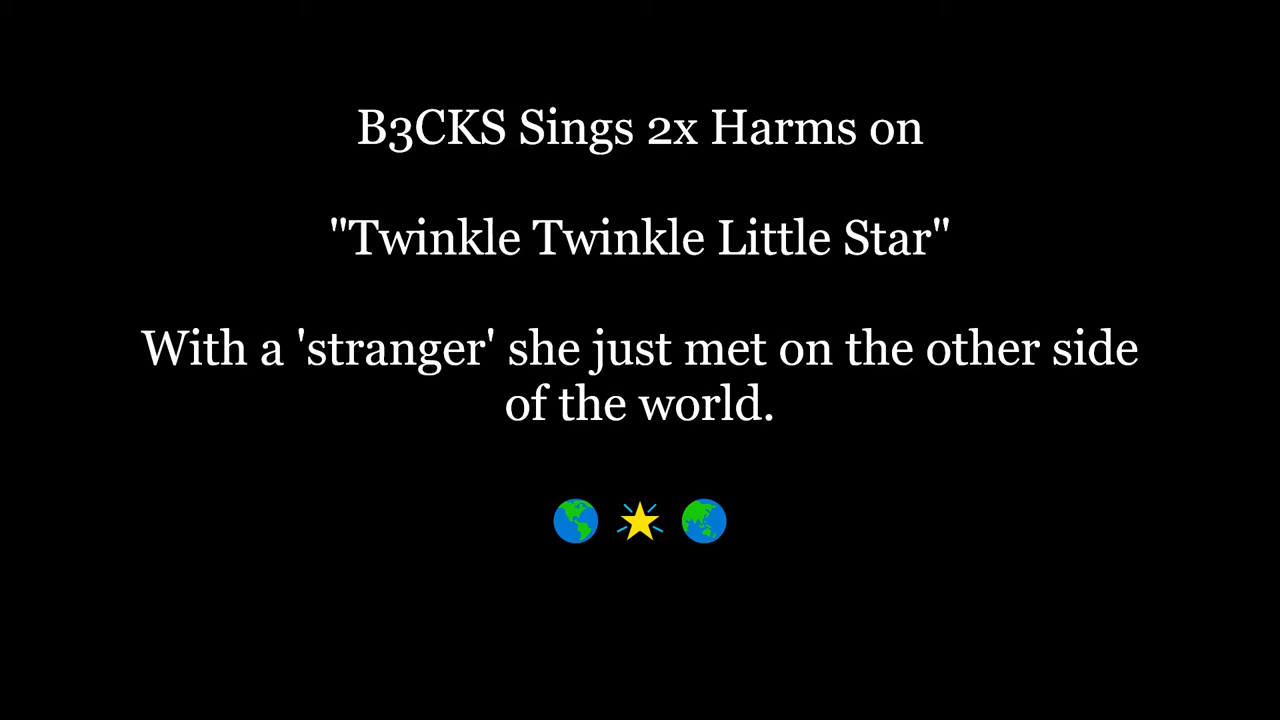 B3CKS Sings 2x Harms on
"Twinkle Twinkle Little Star"
With a 'stranger' she just met on the other side
of the world.
🌎 🌟 🌏